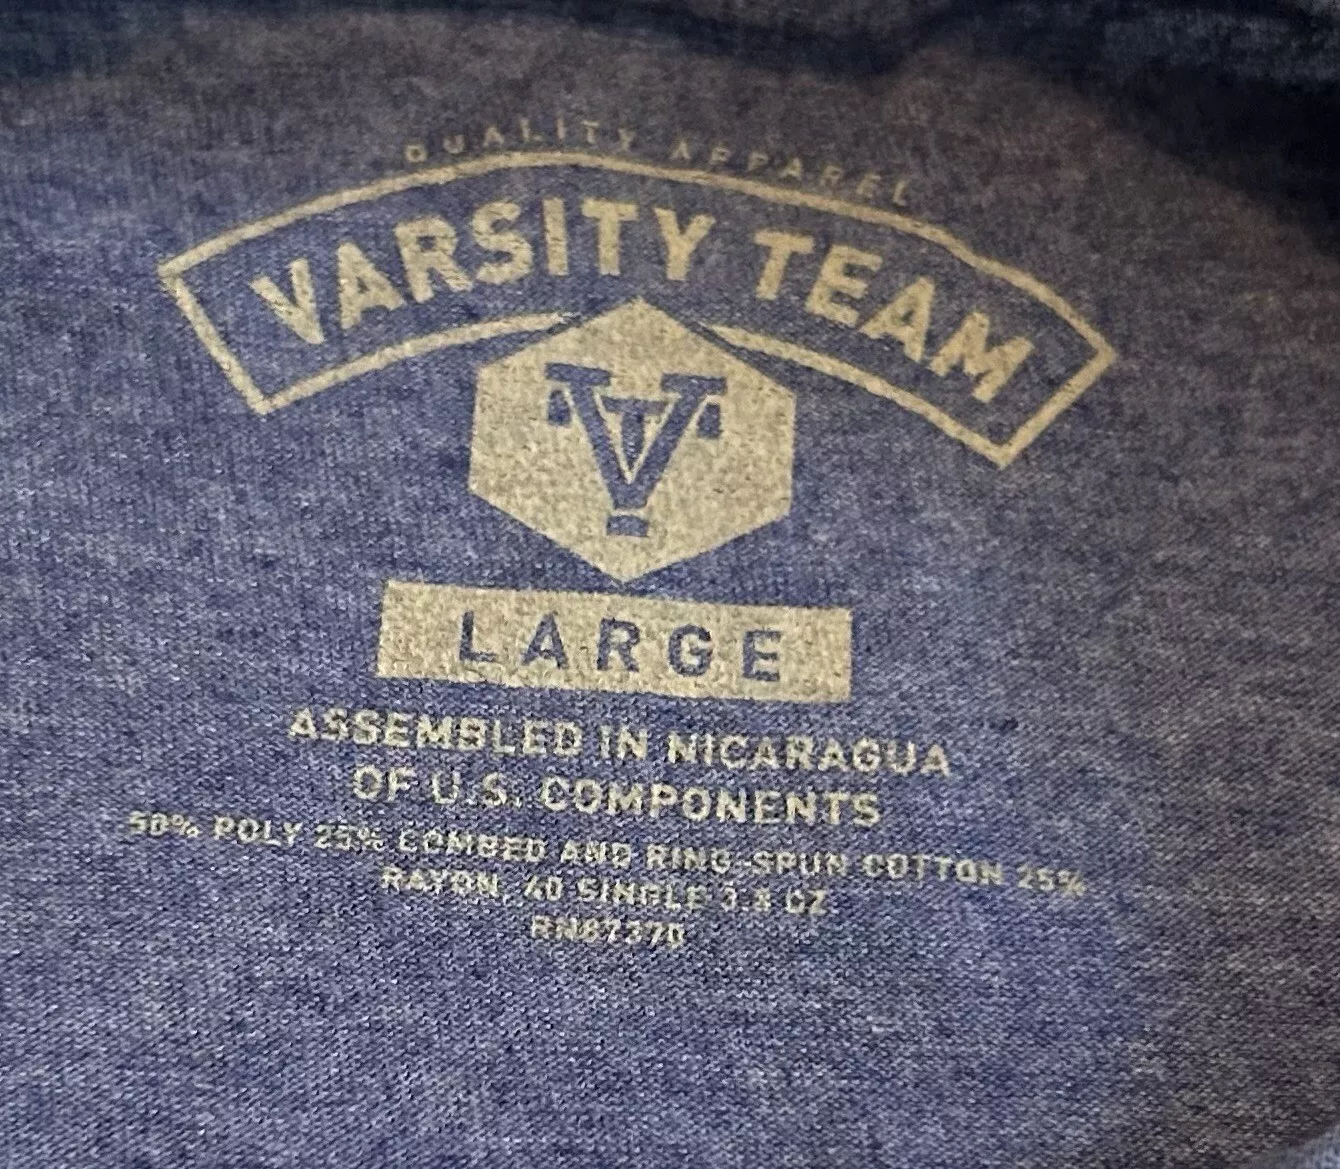 QUALITY APPAREL
VARSITY TEAM
VT
LARGE
ASSEMBLED IN NICARAGUA
OF U.S. COMPONENTS
50% POLY 25% COMBED AND RING-SPUN COTTON 25%
RAYON, 40 SINGLE 3.8 OZ.
RN87370